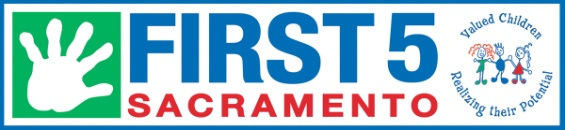 FIRST 5
SACRAMENTO
Valued Children
Realizing their Potential